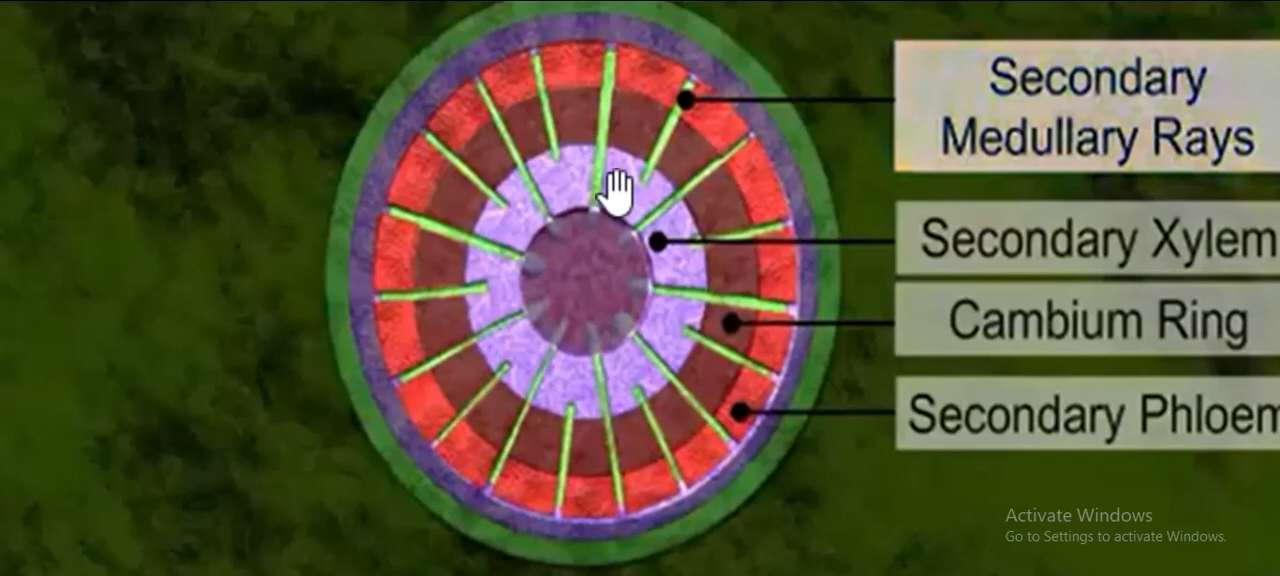 Secondary
Medullary Rays
Secondary Xylem
Cambium Ring
Secondary Phloem
Activate Windows
Go to Settings to activate Windows.